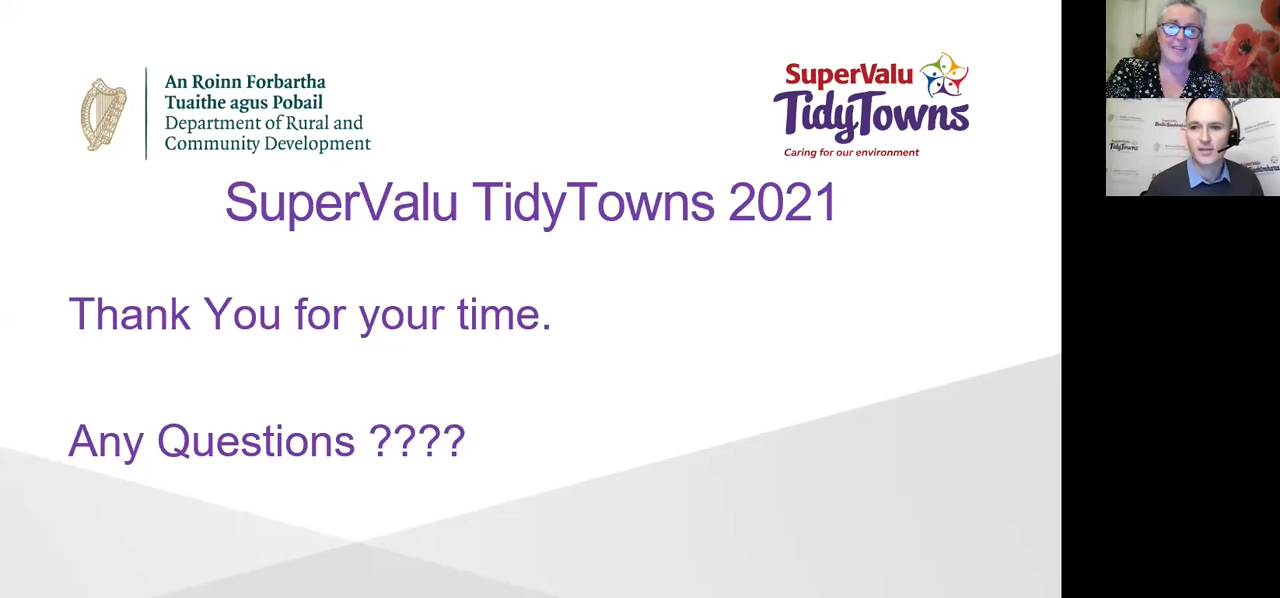 An Roinn Forbartha
Tuaithe agus Pobail
Department of Rural and
Community Development
SuperValu
TidyTowns
Caring for our environment
SuperValu TidyTowns 2021
Thank You for your time.
Any Questions ????
TidyTowns